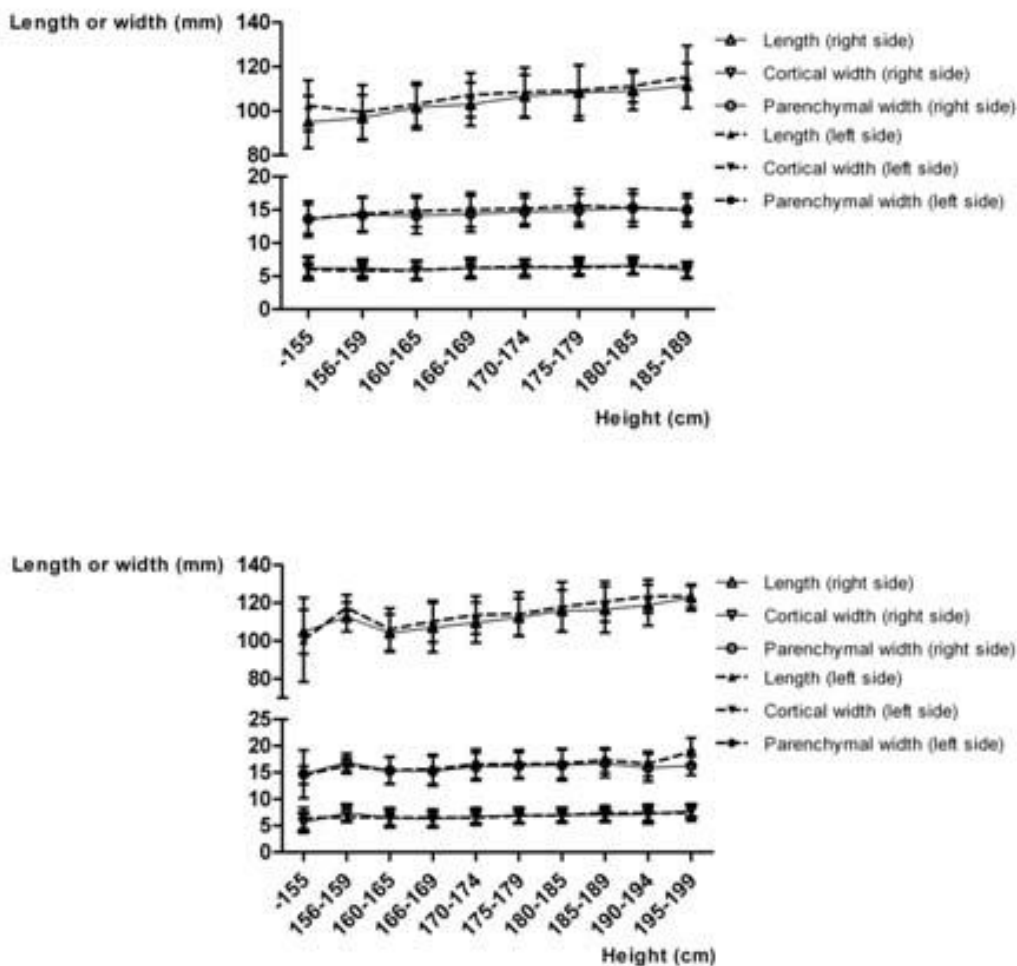 Length or width (mm)
140
120
100
80
20
15
10
5
0
-155
156-159
160-165
166-169
170-174
175-179
180-185
185-189
Height (cm)
Length (right side)
Cortical width (right side)
Parenchymal width (right side)
Length (left side)
Cortical width (left side)
Parenchymal width (left side)
Length or width (mm)
140
120
100
80
25
20
15
10
5
0
-155
156-159
160-165
166-169
170-174
175-179
180-185
185-189
190-194
195-199
Height (cm)
Length (right side)
Cortical width (right side)
Parenchymal width (right side)
Length (left side)
Cortical width (left side)
Parenchymal width (left side)